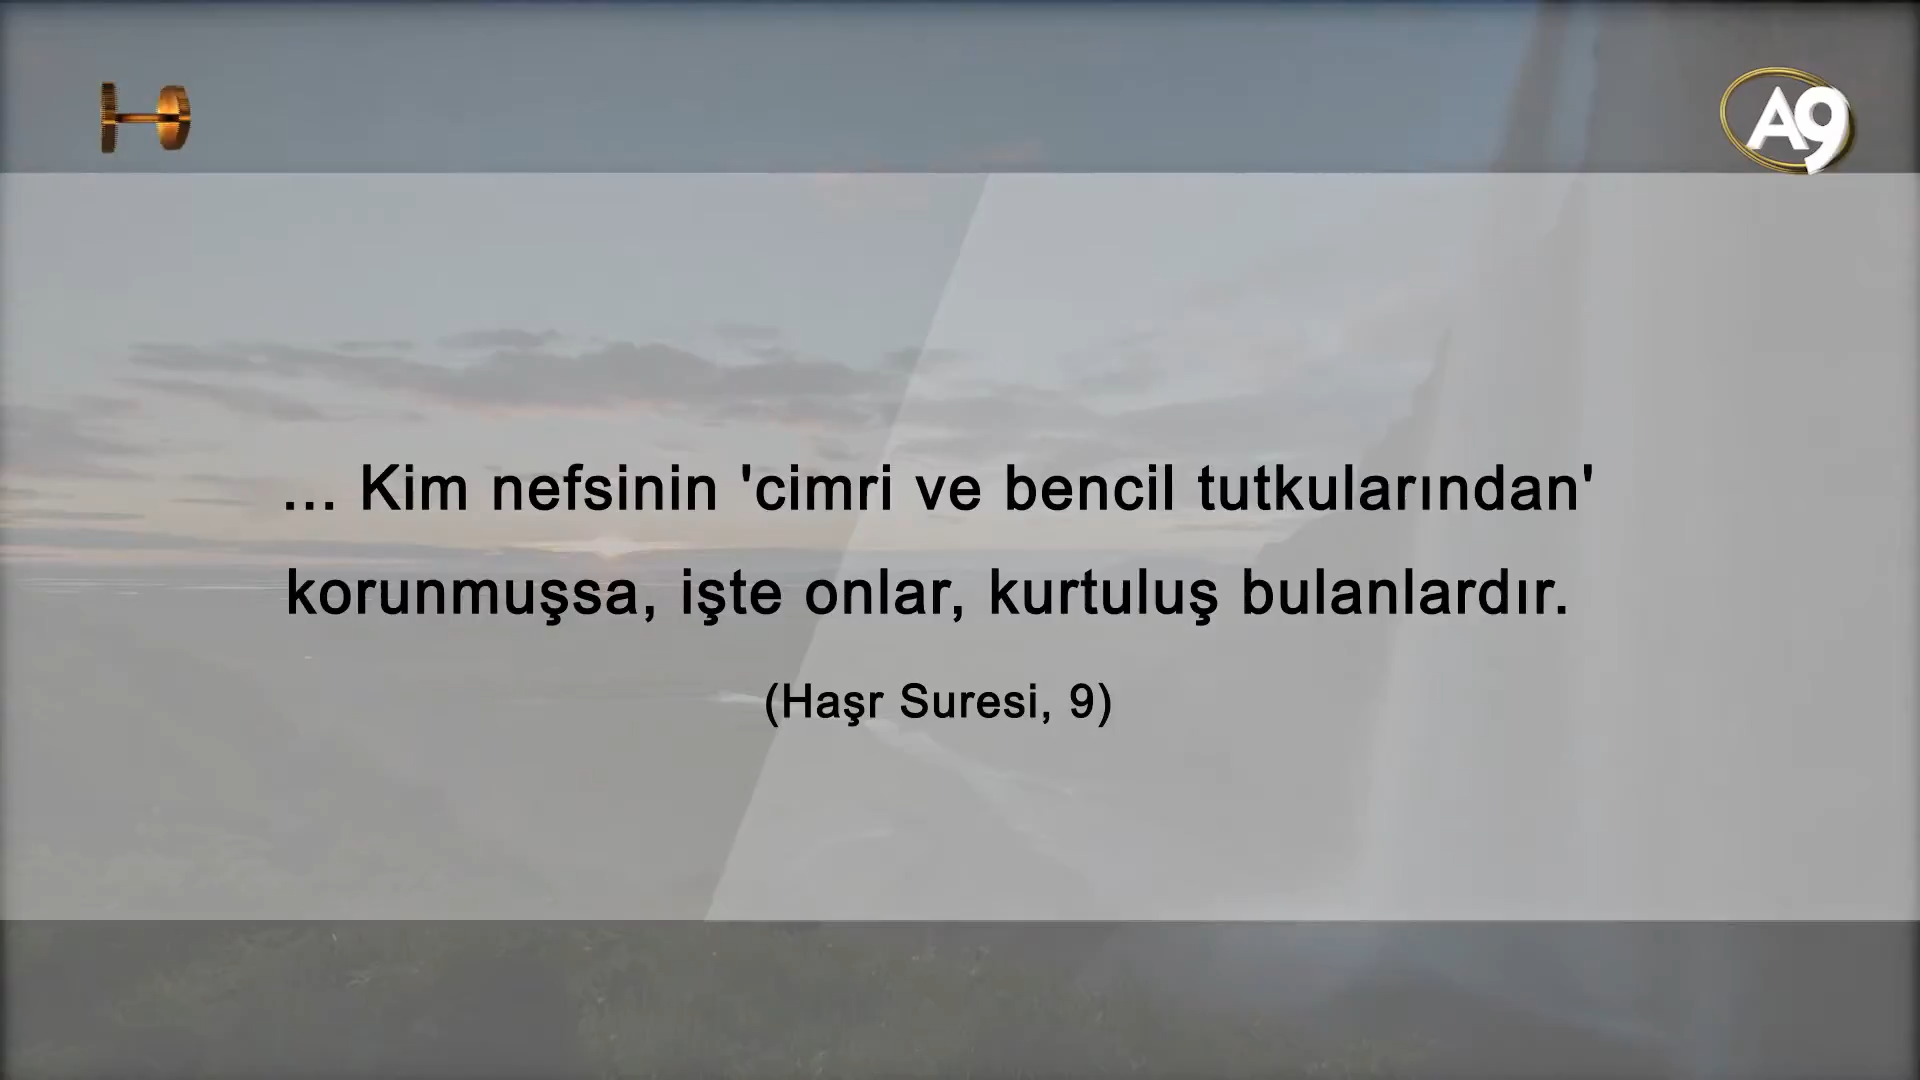 A9
... Kim nefsinin 'cimri ve bencil tutkularından'
korunmuşsa, işte onlar, kurtuluş bulanlardır.
(Haşr Suresi, 9)